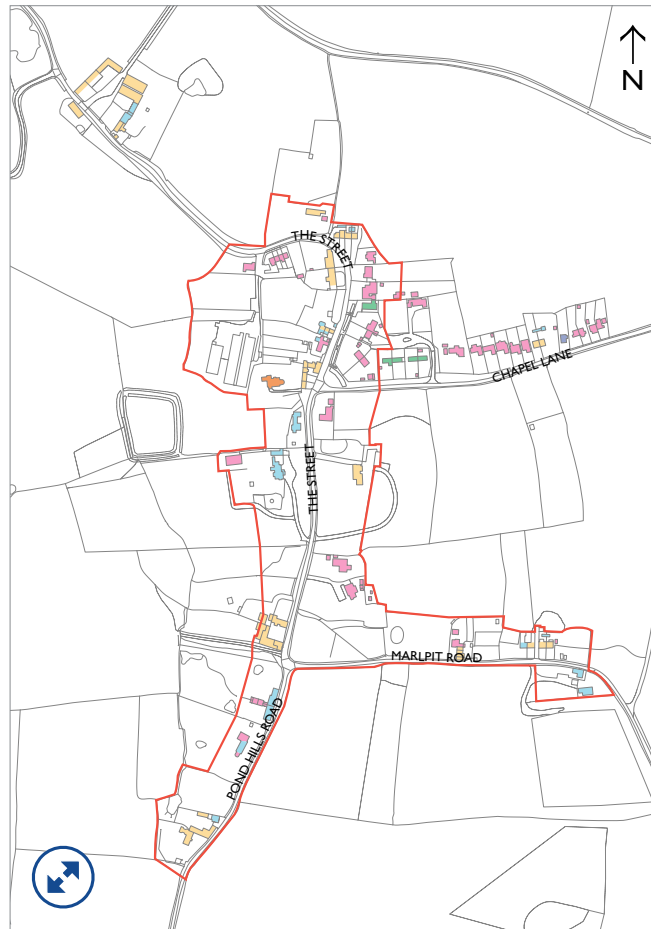 N
THE STREET
CHAPEL LANE
THE STREET
MARLPIT ROAD
POND HILLS ROAD